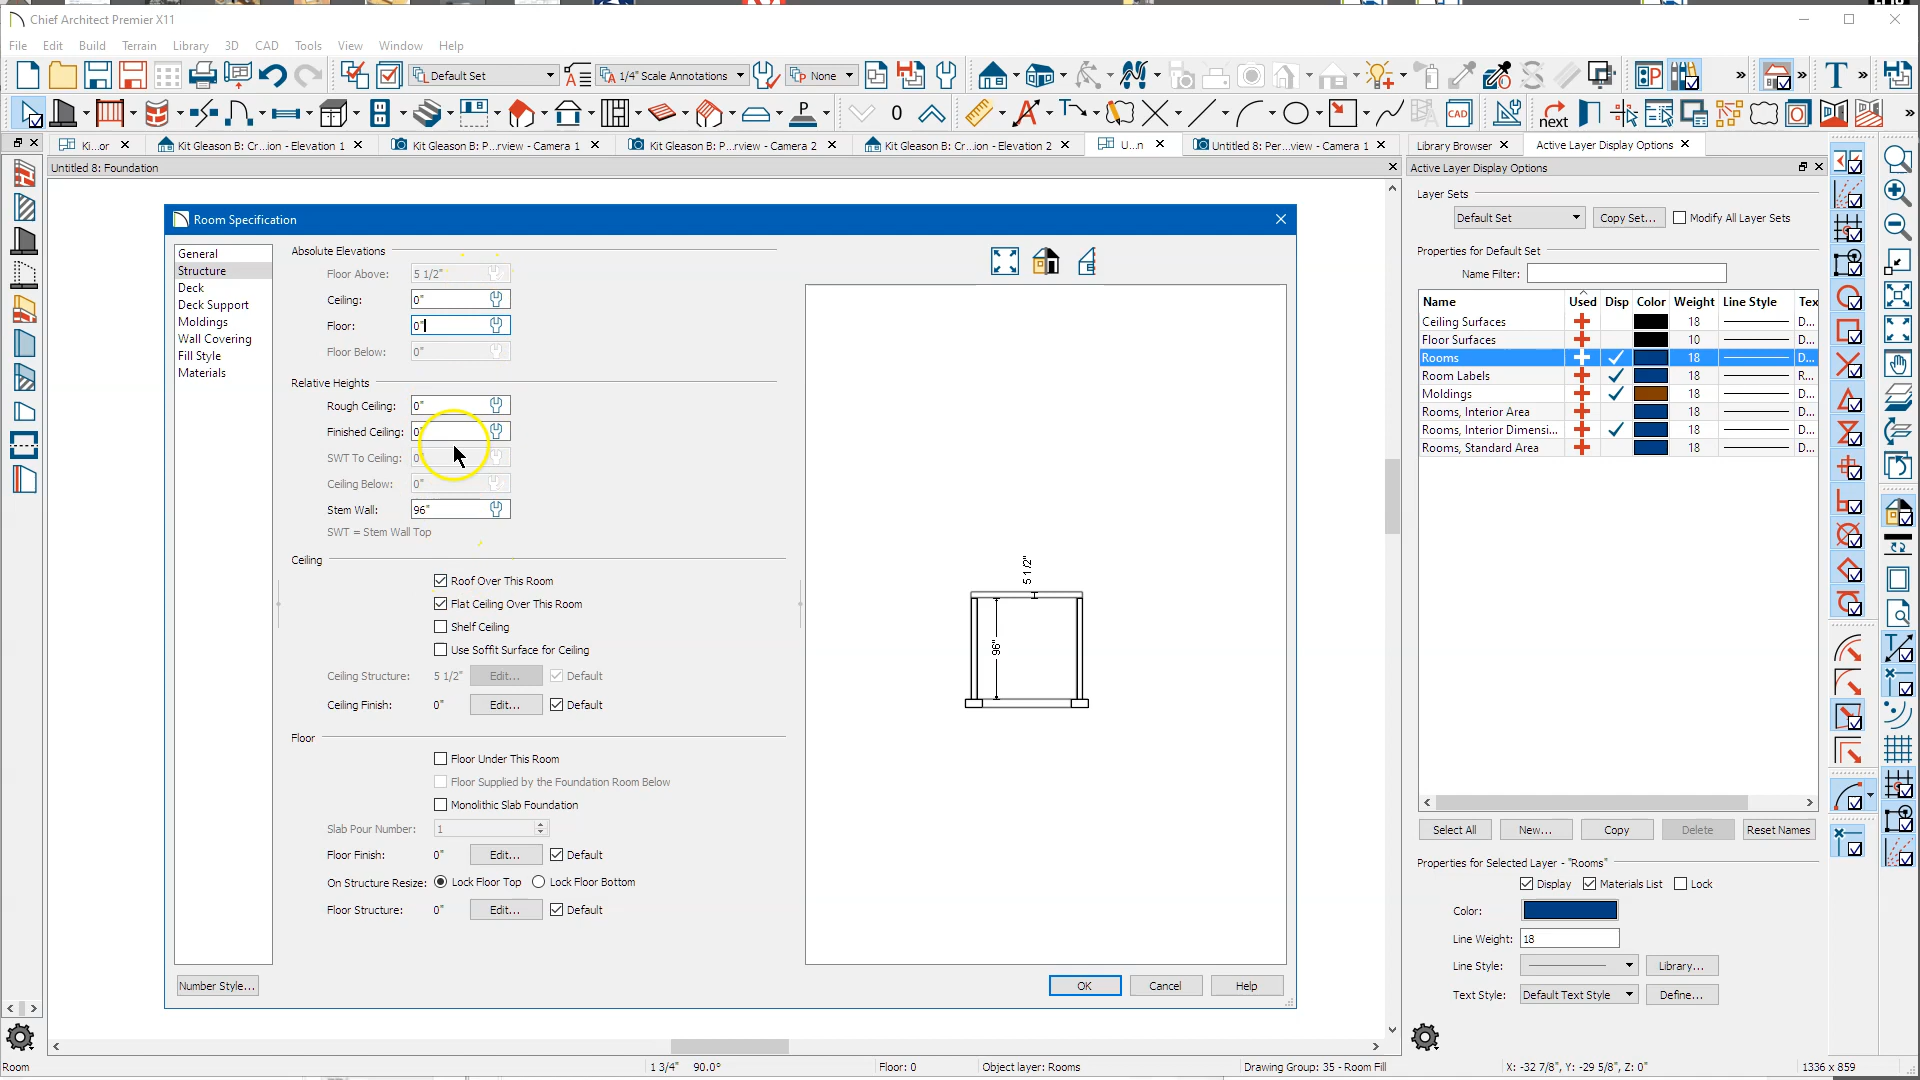 Chief Architect Premier X11
File Edit Build Terrain Library 3D CAD Tools View Window Help
Default Set 1/4" Scale Annotations None
0 P CAD next
Ki...or Kit Gleason B: Cr...ion - Elevation 1 Kit Gleason B: P...rview - Camera 1 Kit Gleason B: P...rview - Camera 2 Kit Gleason B: Cr...ion - Elevation 2 U...n Untitled 8: Per...view - Camera 1
Library Browser Active Layer Display Options
Untitled 8: Foundation
Active Layer Display Options
Room Specification
General
Structure
Deck
Deck Support
Moldings
Wall Covering
Fill Style
Materials
Number Style...
Absolute Elevations
Floor Above: 5 1/2"
Ceiling: 0"
Floor: 0"
Floor Below: 0"
Relative Heights
Rough Ceiling: 0"
Finished Ceiling: 0"
SWT To Ceiling: 0"
Ceiling Below: 0"
Stem Wall: 96"
SWT = Stem Wall Top
Ceiling
Roof Over This Room
Flat Ceiling Over This Room
Shelf Ceiling
Use Soffit Surface for Ceiling
Ceiling Structure: 5 1/2" Edit... Default
Ceiling Finish: 0" Edit... Default
Floor
Floor Under This Room
Floor Supplied by the Foundation Room Below
Monolithic Slab Foundation
Slab Pour Number: 1
Floor Finish: 0" Edit... Default
On Structure Resize: Lock Floor Top Lock Floor Bottom
Floor Structure: 0" Edit... Default
5 1/2"
96"
OK Cancel Help
Layer Sets
Default Set Copy Set... Modify All Layer Sets
Properties for Default Set
Name Filter:
Name Used Disp Color Weight Line Style Tex
Ceiling Surfaces 18 D...
Floor Surfaces 10 D...
Rooms 18 D...
Room Labels 18 R...
Moldings 18 D...
Rooms, Interior Area 18 D...
Rooms, Interior Dimensi... 18 D...
Rooms, Standard Area 18 D...
Select All New... Copy Delete Reset Names
Properties for Selected Layer - "Rooms"
Display Materials List Lock
Color:
Line Weight: 18
Line Style: Library...
Text Style: Default Text Style Define...
Room 1 3/4" 90.0° Floor: 0 Object layer: Rooms Drawing Group: 35 - Room Fill X: -32 7/8", Y: -29 5/8", Z: 0" 1336 x 859